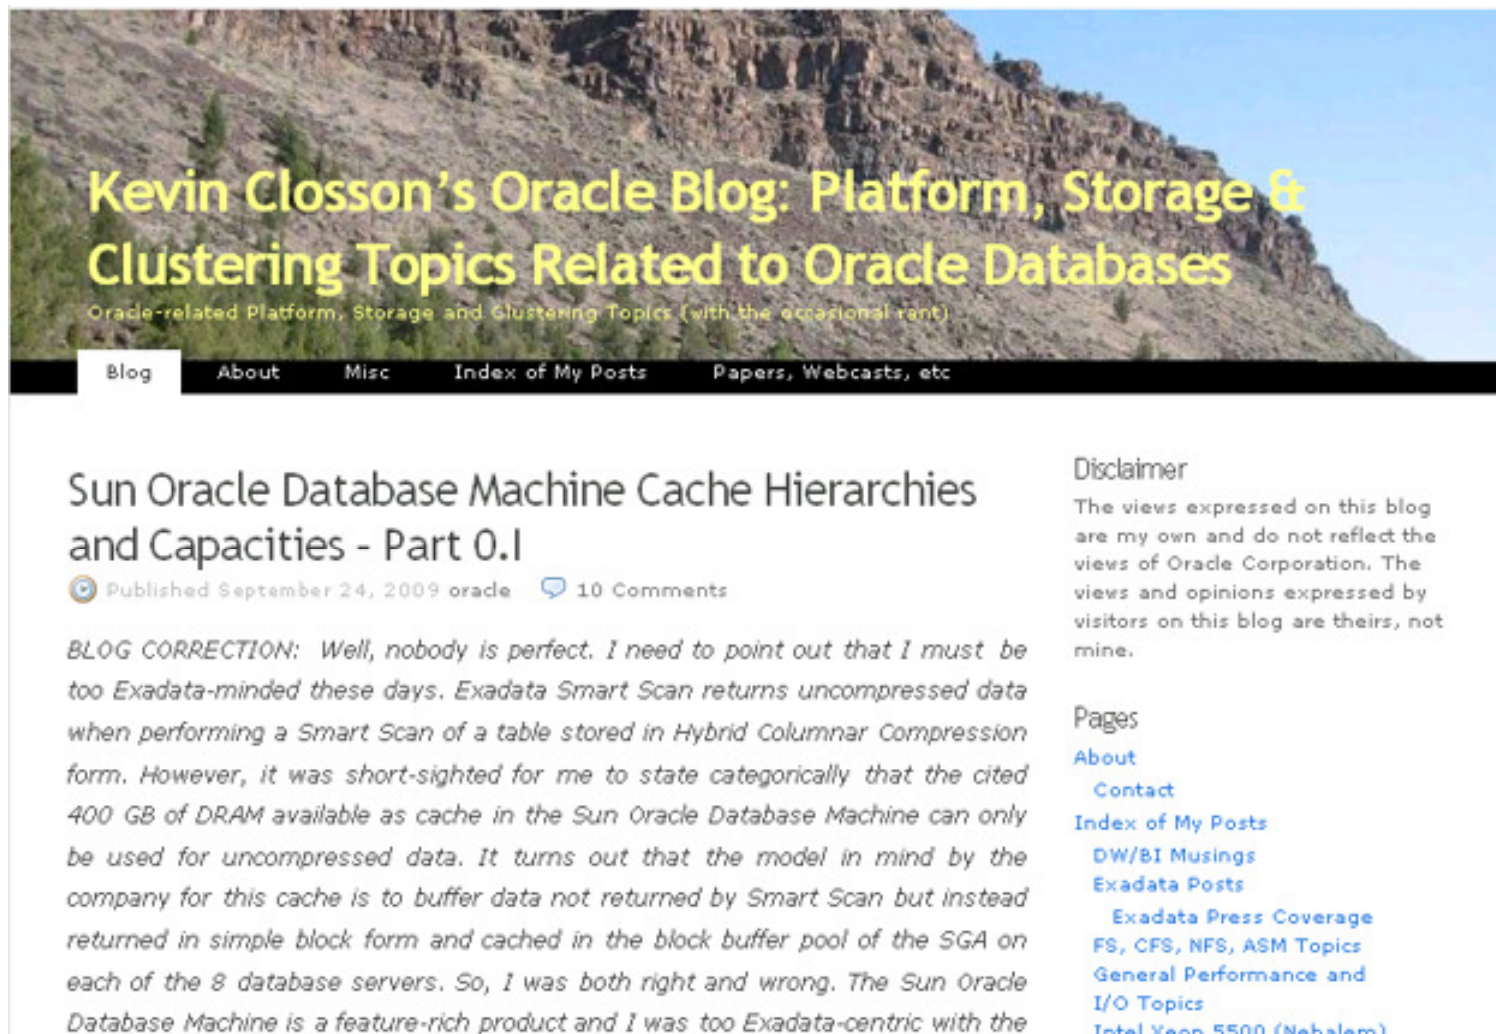 Kevin Closson's Oracle Blog: Platform, Storage &
Clustering Topics Related to Oracle Databases
Oracle-related Platform, Storage and Clustering Topics (with the occasional rant)
Blog About Misc Index of My Posts Papers, Webcasts, etc
Sun Oracle Database Machine Cache Hierarchies
and Capacities – Part 0.I
Published September 24, 2009 oracle 10 Comments
BLOG CORRECTION: Well, nobody is perfect. I need to point out that I must be
too Exadata-minded these days. Exadata Smart Scan returns uncompressed data
when performing a Smart Scan of a table stored in Hybrid Columnar Compression
form. However, it was short-sighted for me to state categorically that the cited
400 GB of DRAM available as cache in the Sun Oracle Database Machine can only
be used for uncompressed data. It turns out that the model in mind by the
company for this cache is to buffer data not returned by Smart Scan but instead
returned in simple block form and cached in the block buffer pool of the SGA on
each of the 8 database servers. So, I was both right and wrong. The Sun Oracle
Database Machine is a feature-rich product and I was too Exadata-centric with the
Disclaimer
The views expressed on this blog
are my own and do not reflect the
views of Oracle Corporation. The
views and opinions expressed by
visitors on this blog are theirs, not
mine.
Pages
About
Contact
Index of My Posts
DW/BI Musings
Exadata Posts
Exadata Press Coverage
FS, CFS, NFS, ASM Topics
General Performance and
I/O Topics
Intel Xeon 5500 (Nehalem)